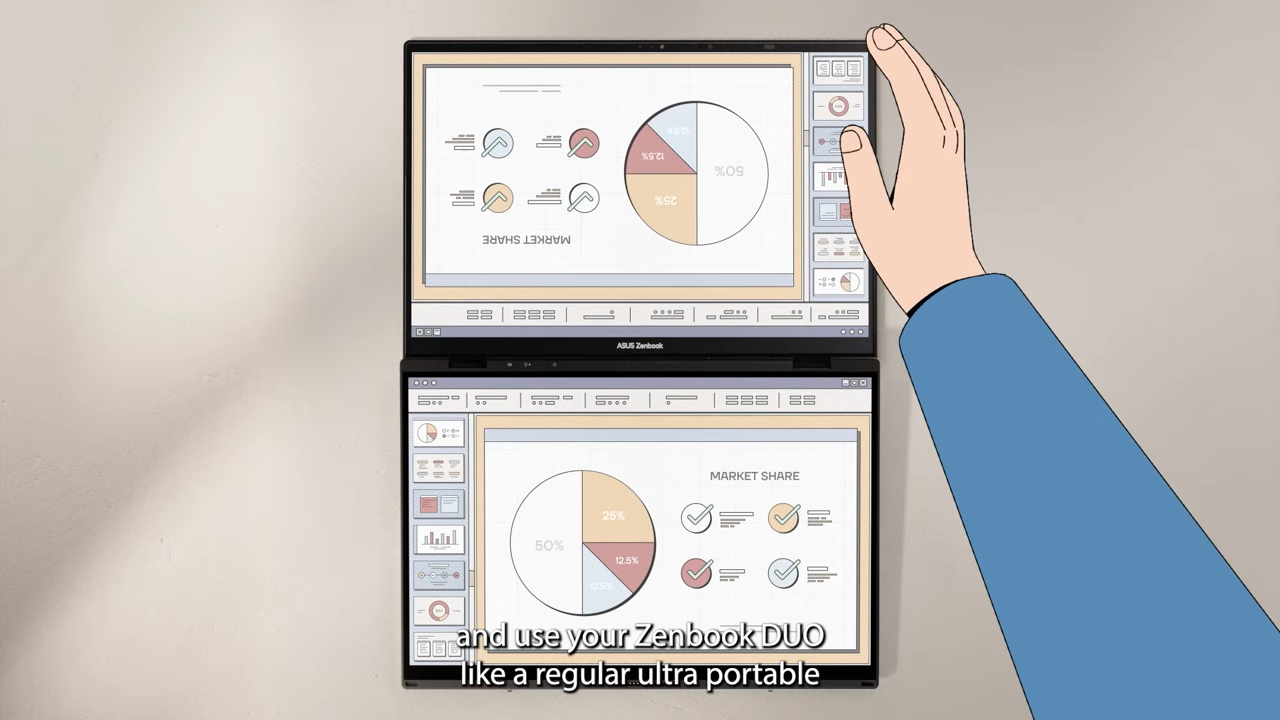 50%
12.5%
12.5%
25%
MARKET SHARE
ASUS Zenbook
MARKET SHARE
25%
50%
12.5%
12.5%
and use your Zenbook DUO
like a regular ultra portable